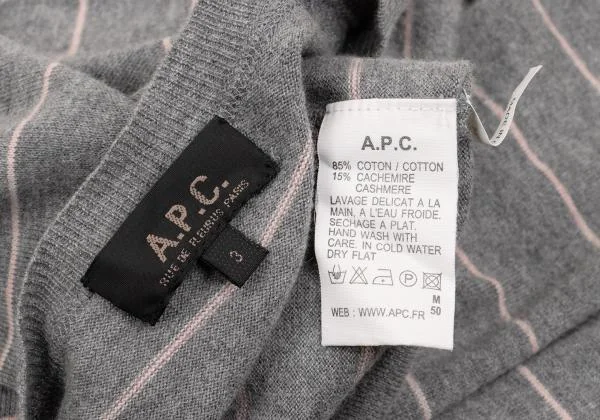 A.P.C.
RUE DE FLEURUS PARIS
3
A.P.C.
85% COTON / COTTON
15% CACHEMIRE
CASHMERE
LAVAGE DELICAT A LA
MAIN, A L'EAU FROIDE.
SECHAGE A PLAT.
HAND WASH WITH
CARE. IN COLD WATER
DRY FLAT
P
M
50
WEB : WWW.APC.FR